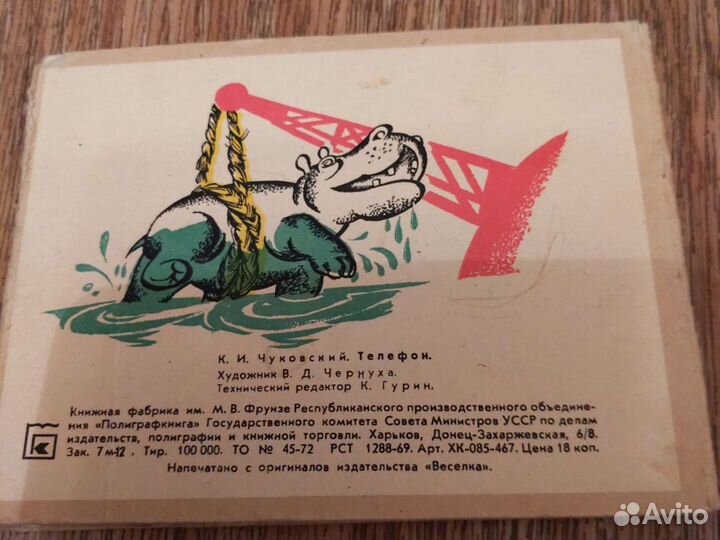 К. И. Чуковский. Телефон.
Художник В. Д. Чернуха.
Технический редактор К. Гурин.
Книжная фабрика им. М. В. Фрунзе Республиканского производственного объедине-
ния «Полиграфкнига» Государственного комитета Совета Министров УССР по делам
издательств, полиграфии и книжной торговли. Харьков, Донец-Захаржевская, 6/8.
Зак. 7м-12. Тир. 100 000. ТО № 45-72 РСТ 1288-69. Арт. ХК-085-467. Цена 18 коп.
Напечатано с оригиналов издательства «Веселка».
Avito